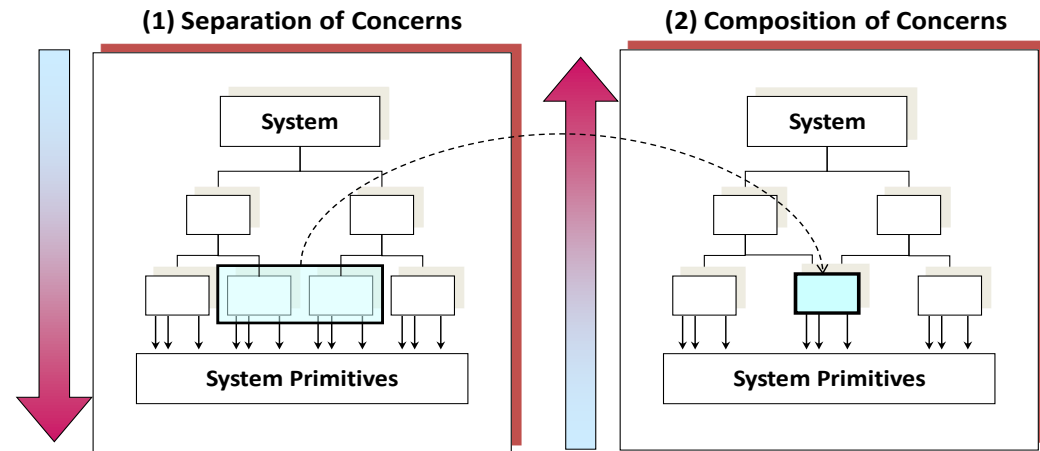 (1) Separation of Concerns
System
System Primitives
(2) Composition of Concerns
System
System Primitives